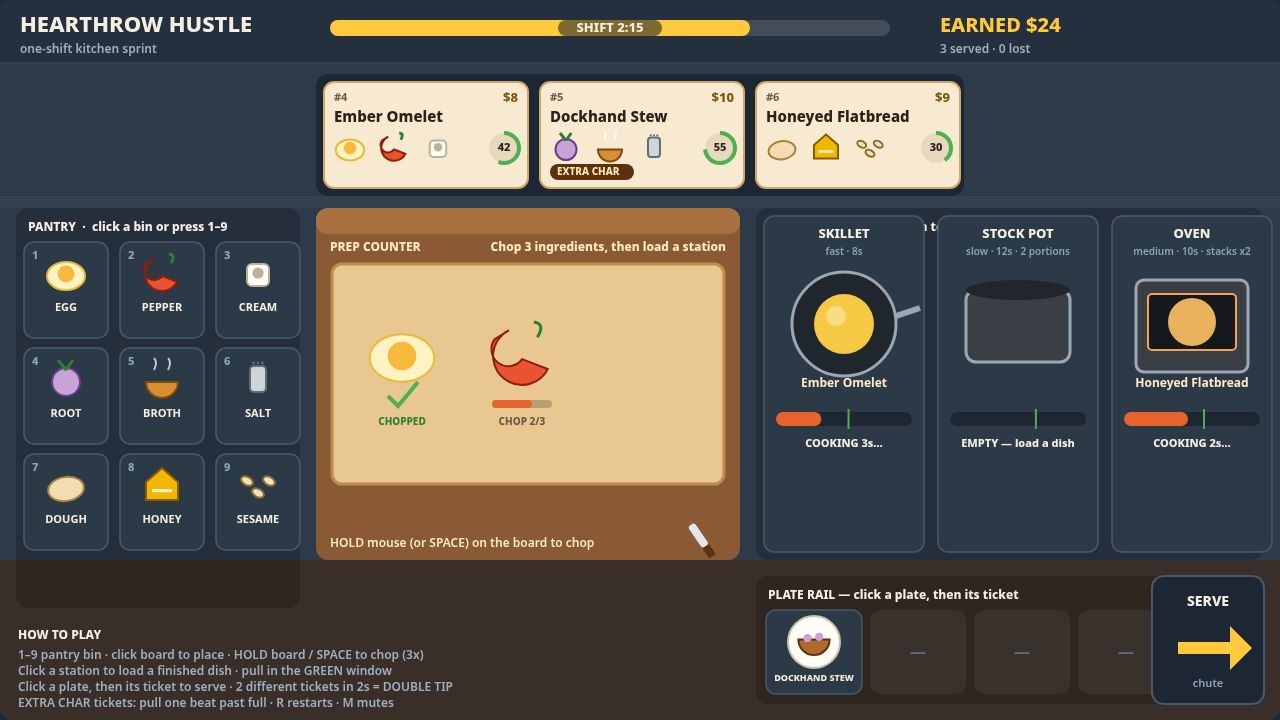 HEARTHROW HUSTLE
one-shift kitchen sprint
SHIFT 2:15
EARNED $24
3 served · 0 lost
#4 $8
Ember Omelet
42
#5 $10
Dockhand Stew
55
EXTRA CHAR
#6 $9
Honeyed Flatbread
30
PANTRY · click a bin or press 1–9
1
EGG
2
PEPPER
3
CREAM
4
ROOT
5
BROTH
6
SALT
7
DOUGH
8
HONEY
9
SESAME
PREP COUNTER
Chop 3 ingredients, then load a station
CHOPPED
CHOP 2/3
HOLD mouse (or SPACE) on the board to chop
SKILLET
fast · 8s
Ember Omelet
COOKING 3s...
STOCK POT
slow · 12s · 2 portions
EMPTY — load a dish
OVEN
medium · 10s · stacks x2
Honeyed Flatbread
COOKING 2s...
HOW TO PLAY
1–9 pantry bin · click board to place · HOLD board / SPACE to chop (3x)
Click a station to load a finished dish · pull in the GREEN window
Click a plate, then its ticket to serve · 2 different tickets in 2s = DOUBLE TIP
EXTRA CHAR tickets: pull one beat past full · R restarts · M mutes
PLATE RAIL — click a plate, then its ticket
DOCKHAND STEW
—
—
—
SERVE
chute